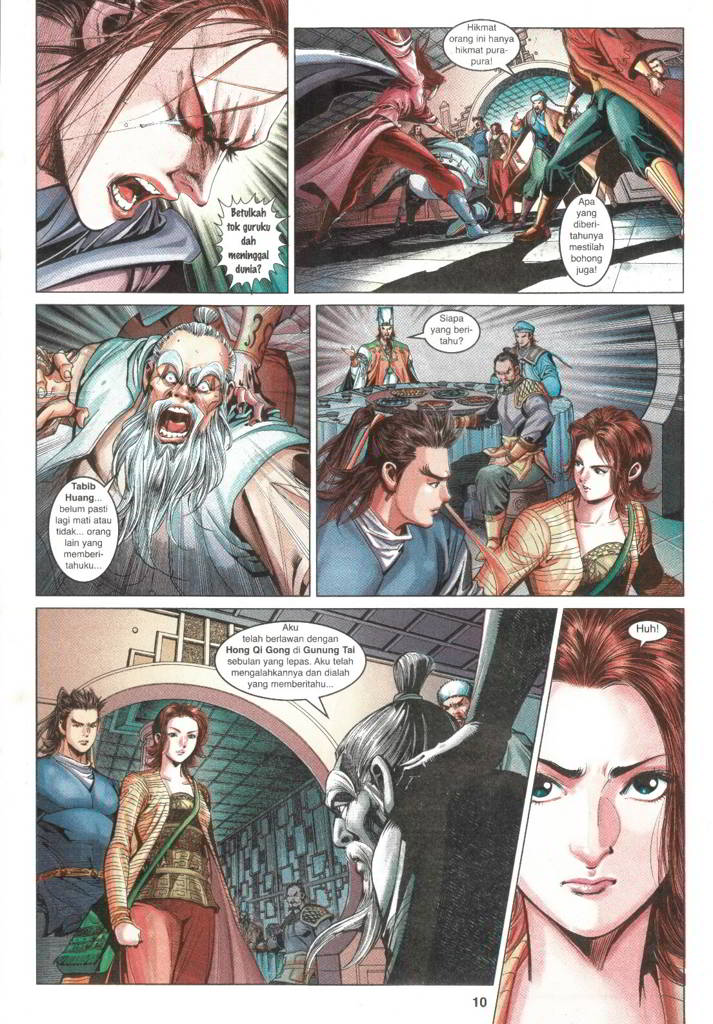 Betulkah
tok guruku
dah
meninggal
dunia?
Hikmat
orang ini hanya
hikmat pura-
pura!
Apa
yang
diberi-
tahunya
mestilah
bohong
juga!
Tabib
Huang...
belum pasti
lagi mati atau
tidak... orang
lain yang
memberi-
tahuku...
Siapa
yang beri-
tahu?
Aku
telah berlawan dengan
Hong Qi Gong di Gunung Tai
sebulan yang lepas. Aku telah
mengalahkannya dan dialah
yang memberitahu...
Huh!
10